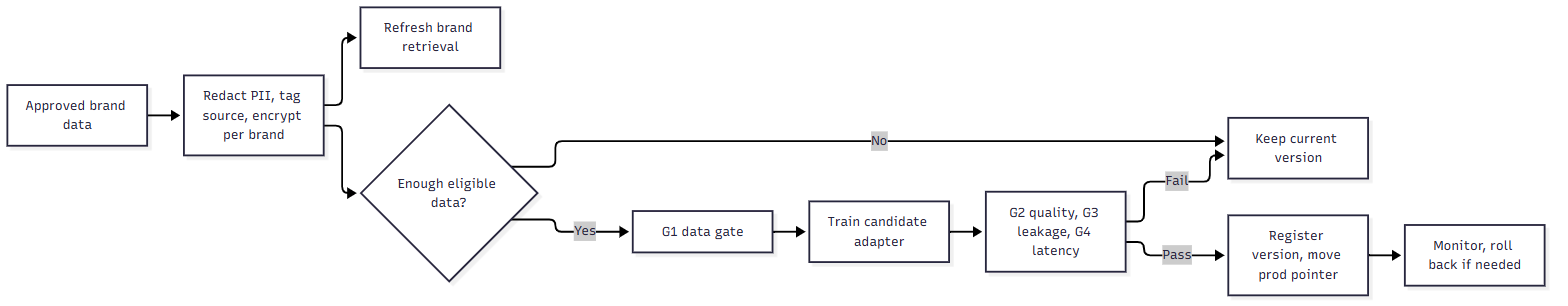 Refresh brand
retrieval
Approved brand
data
Redact PII, tag
source, encrypt
per brand
Enough eligible
data?
No
Yes
G1 data gate
Train candidate
adapter
G2 quality, G3
leakage, G4
latency
Fail
Pass
Keep current
version
Register
version, move
prod pointer
Monitor, roll
back if needed